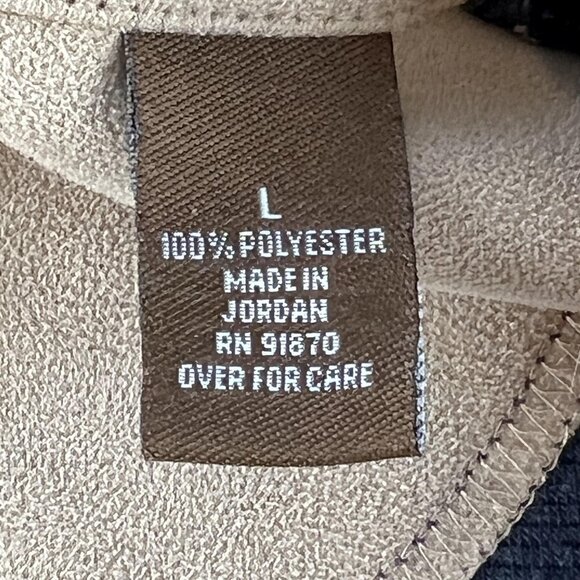 L
100% POLYESTER
MADE IN
JORDAN
RN 91870
OVER FOR CARE